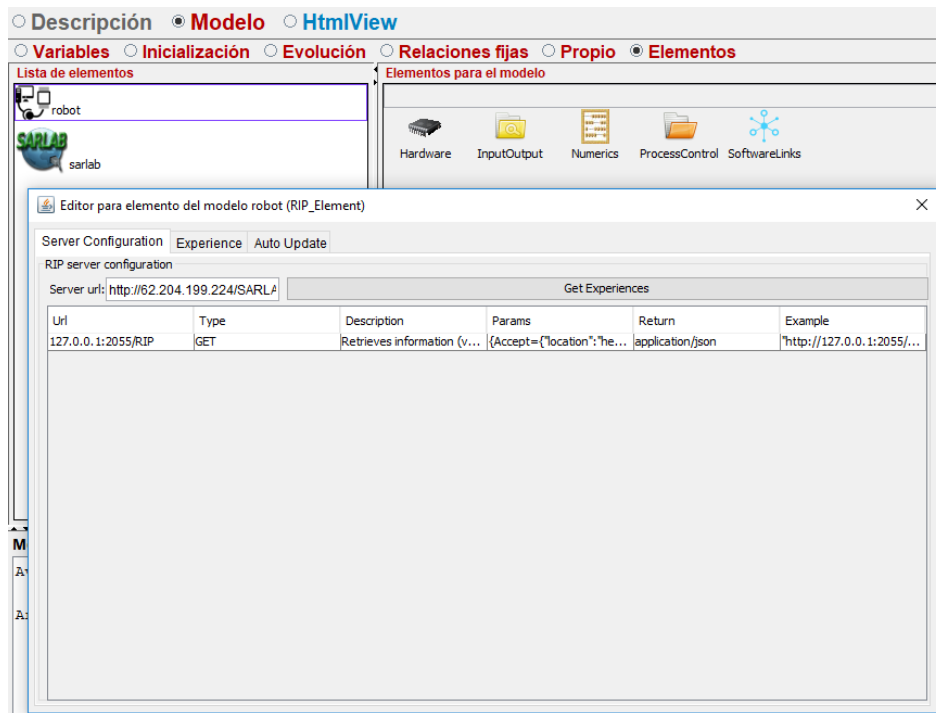 Descripción Modelo HtmlView
Variables Inicialización Evolución Relaciones fijas Propio Elementos
Lista de elementos
Elementos para el modelo
robot
SARLAB
sarlab
Hardware InputOutput Numerics ProcessControl SoftwareLinks
Editor para elemento del modelo robot (RIP_Element)
Server Configuration Experience Auto Update
RIP server configuration
Server url: http://62.204.199.224/SARLA Get Experiences
Url Type Description Params Return Example
127.0.0.1:2055/RIP GET Retrieves information (v... {Accept={"location":"he... application/json "http://127.0.0.1:2055/...
M